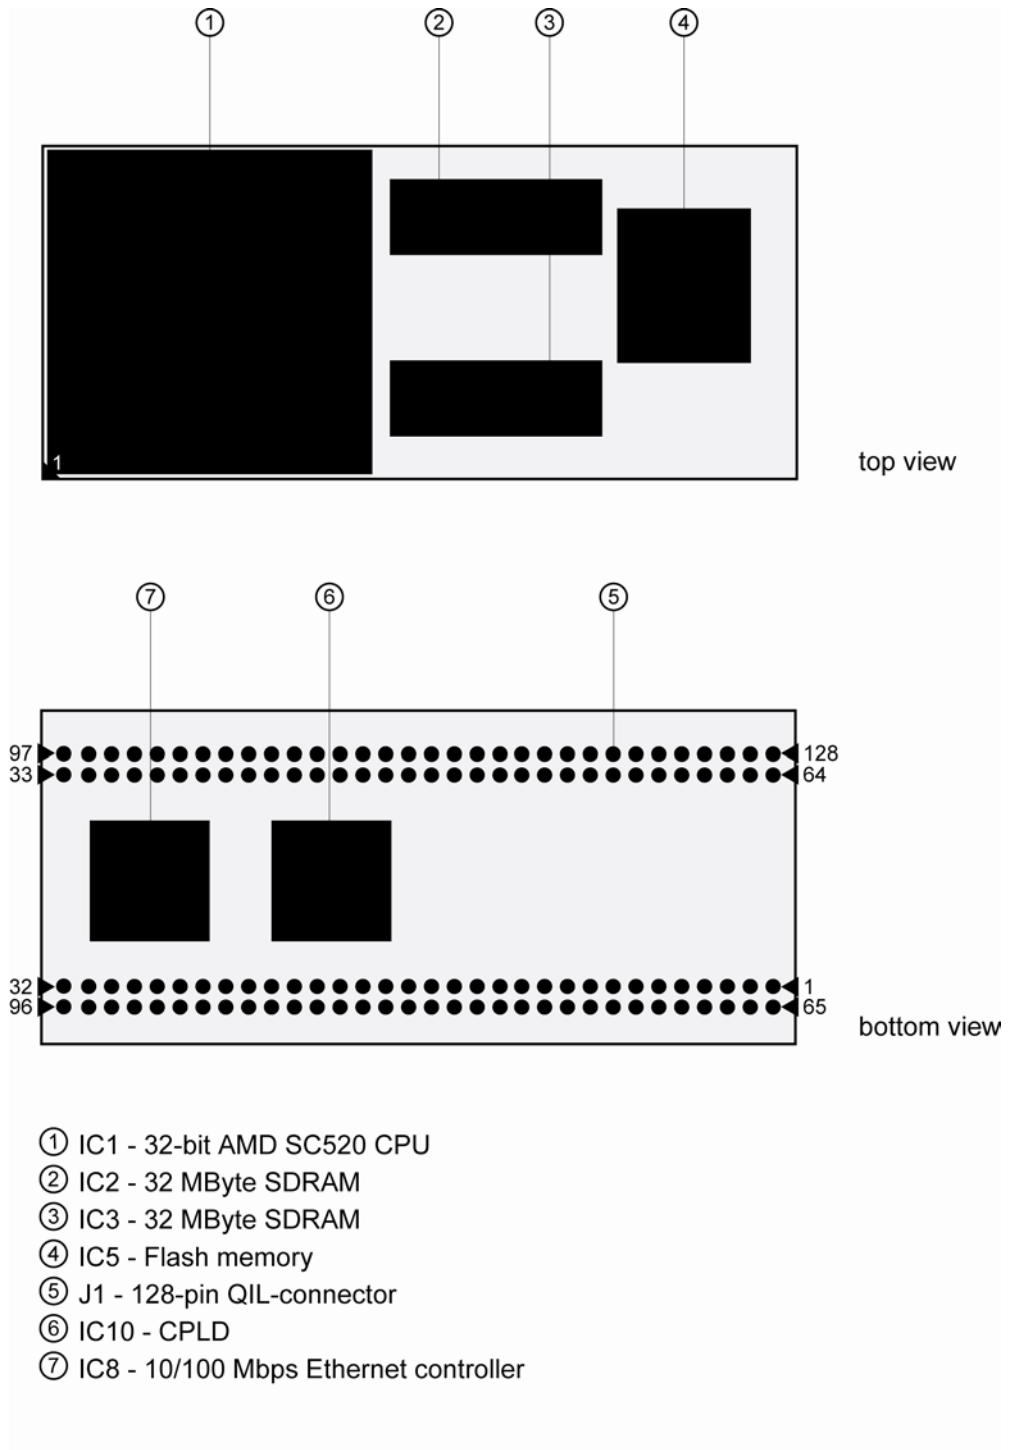 1 2 3 4
1
top view
7 6 5
97 128
33 64
32 1
96 65
bottom view
1 IC1 - 32-bit AMD SC520 CPU
2 IC2 - 32 MByte SDRAM
3 IC3 - 32 MByte SDRAM
4 IC5 - Flash memory
5 J1 - 128-pin QIL-connector
6 IC10 - CPLD
7 IC8 - 10/100 Mbps Ethernet controller